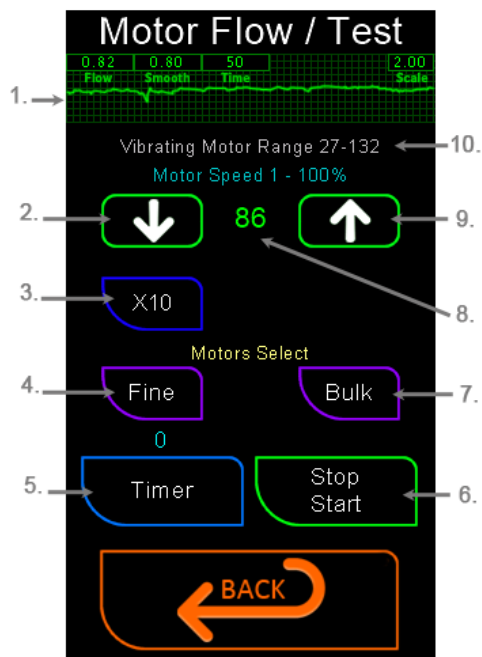 Motor Flow / Test
0.82 0.80 50 2.00
Flow Smooth Time Scale
1.
Vibrating Motor Range 27-132
10.
Motor Speed 1 - 100%
2.
86
9.
8.
3.
X10
Motors Select
4.
Fine
Bulk
7.
0
5.
Timer
Stop
Start
6.
BACK